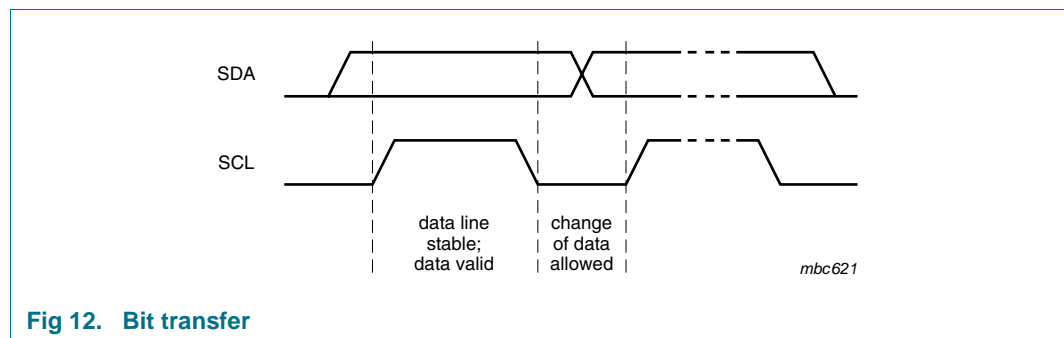 SDA
SCL
data line
stable;
data valid
change
of data
allowed
mbc621
Fig 12. Bit transfer